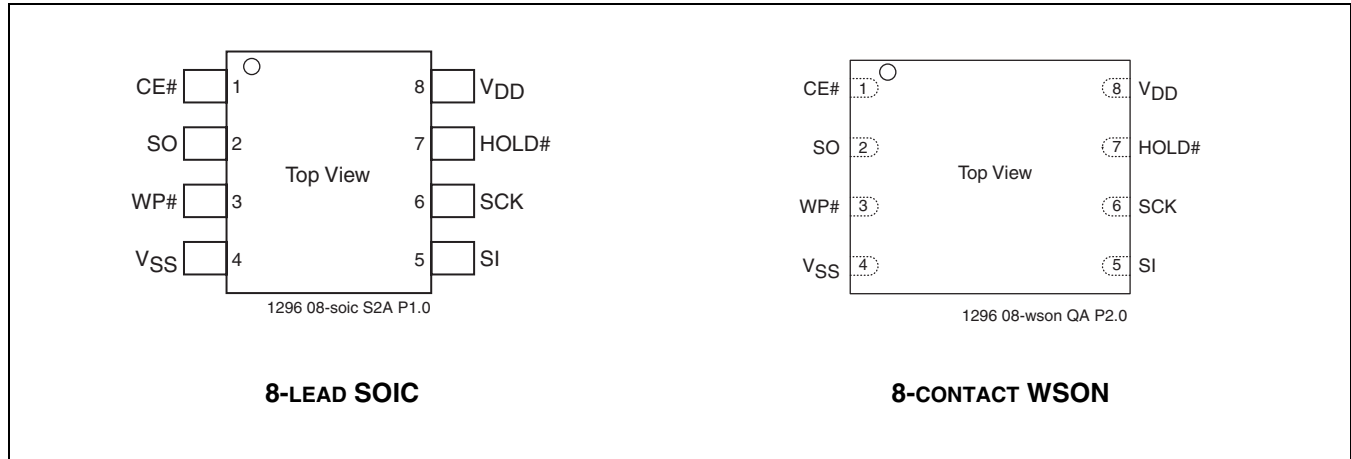 CE# 1 8 VDD
SO 2 7 HOLD#
Top View
WP# 3 6 SCK
VSS 4 5 SI
1296 08-soic S2A P1.0
8-LEAD SOIC
CE# 1 8 VDD
SO 2 7 HOLD#
Top View
WP# 3 6 SCK
VSS 4 5 SI
1296 08-wson QA P2.0
8-CONTACT WSON